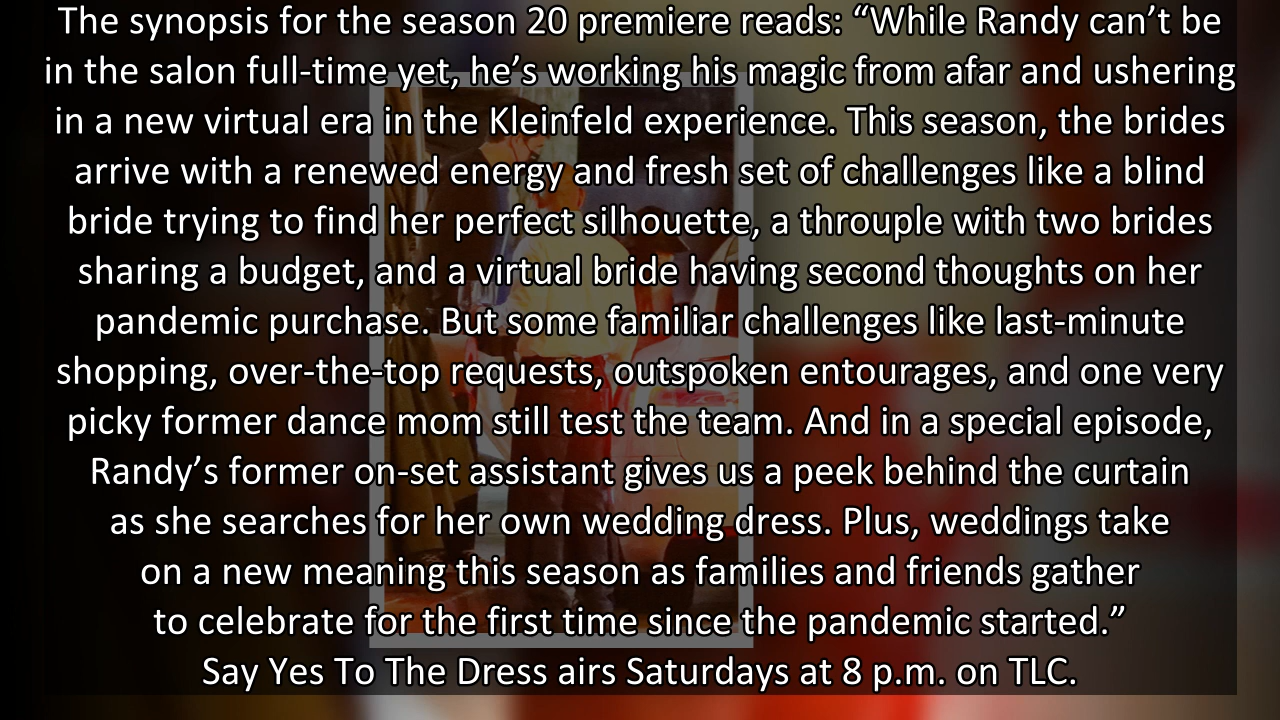 The synopsis for the season 20 premiere reads: “While Randy can’t be
in the salon full-time yet, he’s working his magic from afar and ushering
in a new virtual era in the Kleinfeld experience. This season, the brides
arrive with a renewed energy and fresh set of challenges like a blind
bride trying to find her perfect silhouette, a throuple with two brides
sharing a budget, and a virtual bride having second thoughts on her
pandemic purchase. But some familiar challenges like last-minute
shopping, over-the-top requests, outspoken entourages, and one very
picky former dance mom still test the team. And in a special episode,
Randy’s former on-set assistant gives us a peek behind the curtain
as she searches for her own wedding dress. Plus, weddings take
on a new meaning this season as families and friends gather
to celebrate for the first time since the pandemic started.”
Say Yes To The Dress airs Saturdays at 8 p.m. on TLC.